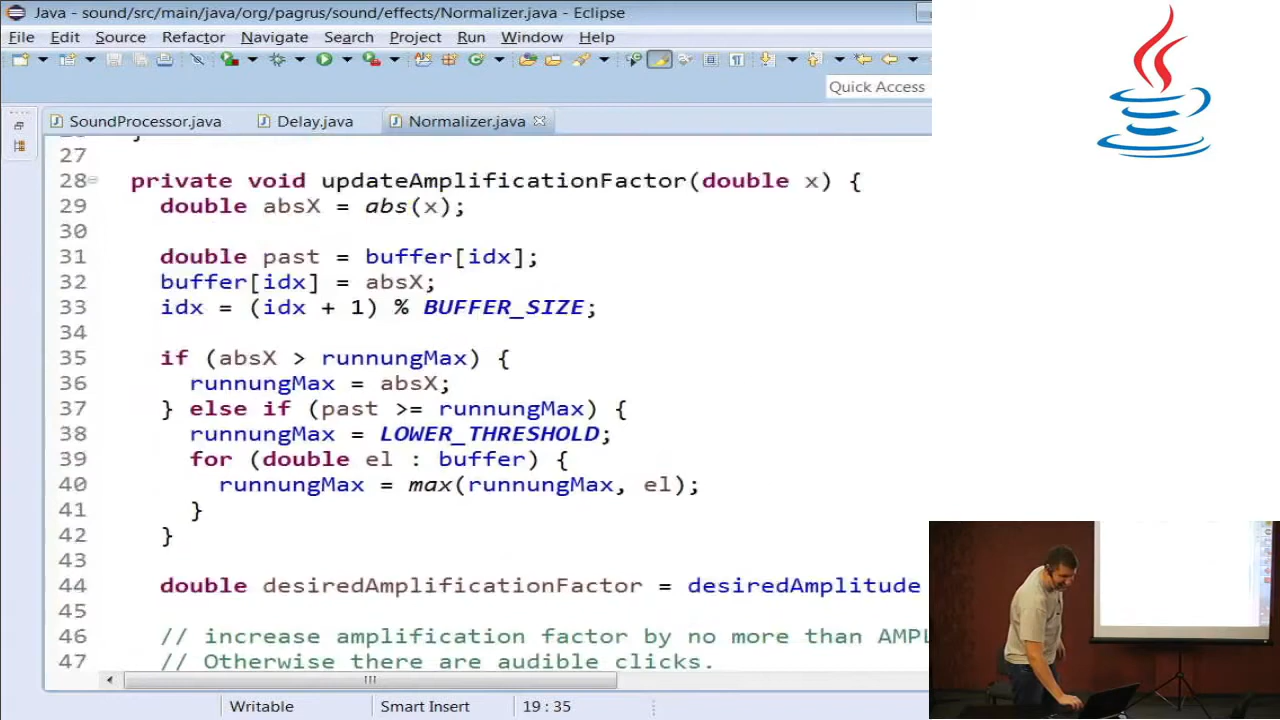 Java - sound/src/main/java/org/pagrus/sound/effects/Normalizer.java - Eclipse
File Edit Source Refactor Navigate Search Project Run Window Help
Quick Access
SoundProcessor.java Delay.java Normalizer.java
27
28 private void updateAmplificationFactor(double x) {
29 double absX = abs(x);
30
31 double past = buffer[idx];
32 buffer[idx] = absX;
33 idx = (idx + 1) % BUFFER_SIZE;
34
35 if (absX > runnungMax) {
36 runnungMax = absX;
37 } else if (past >= runnungMax) {
38 runnungMax = LOWER_THRESHOLD;
39 for (double el : buffer) {
40 runnungMax = max(runnungMax, el);
41 }
42 }
43
44 double desiredAmplificationFactor = desiredAmplitude
45
46 // increase amplification factor by no more than AMPL
47 // Otherwise there are audible clicks.
Writable Smart Insert 19 : 35